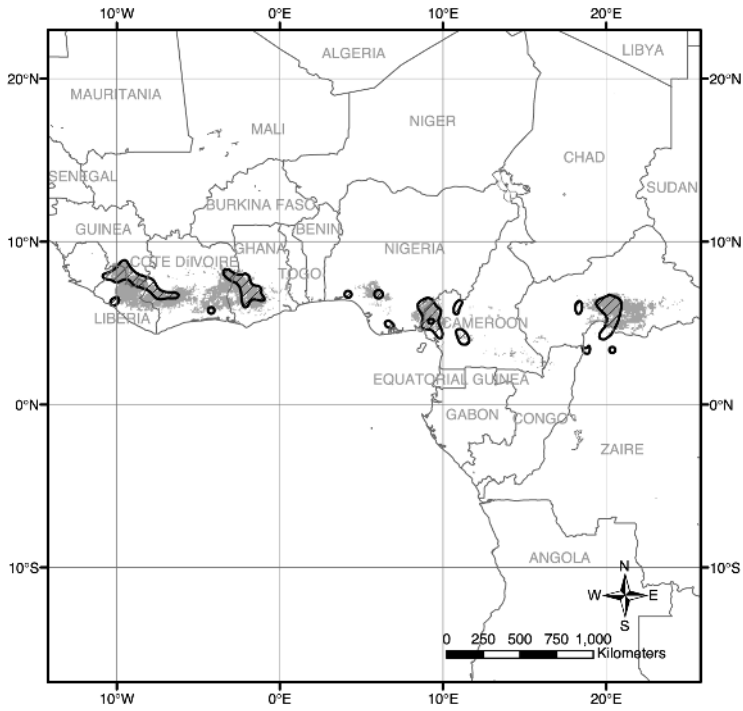 10°W 0°E 10°E 20°E
LIBYA
ALGERIA
20°N 20°N
MAURITANIA
MALI
NIGER
CHAD
SENEGAL
SUDAN
BURKINA FASO
GUINEA
BENIN
10°N 10°N
GHANA
NIGERIA
COTE DiIVOIRE
TOGO
LIBERIA
CAMEROON
EQUATORIAL GUINEA
0°N 0°N
GABON
CONGO
ZAIRE
ANGOLA
N
10°S 10°S
W E
S
0 250 500 750 1,000
Kilometers
10°W 0°E 10°E 20°E